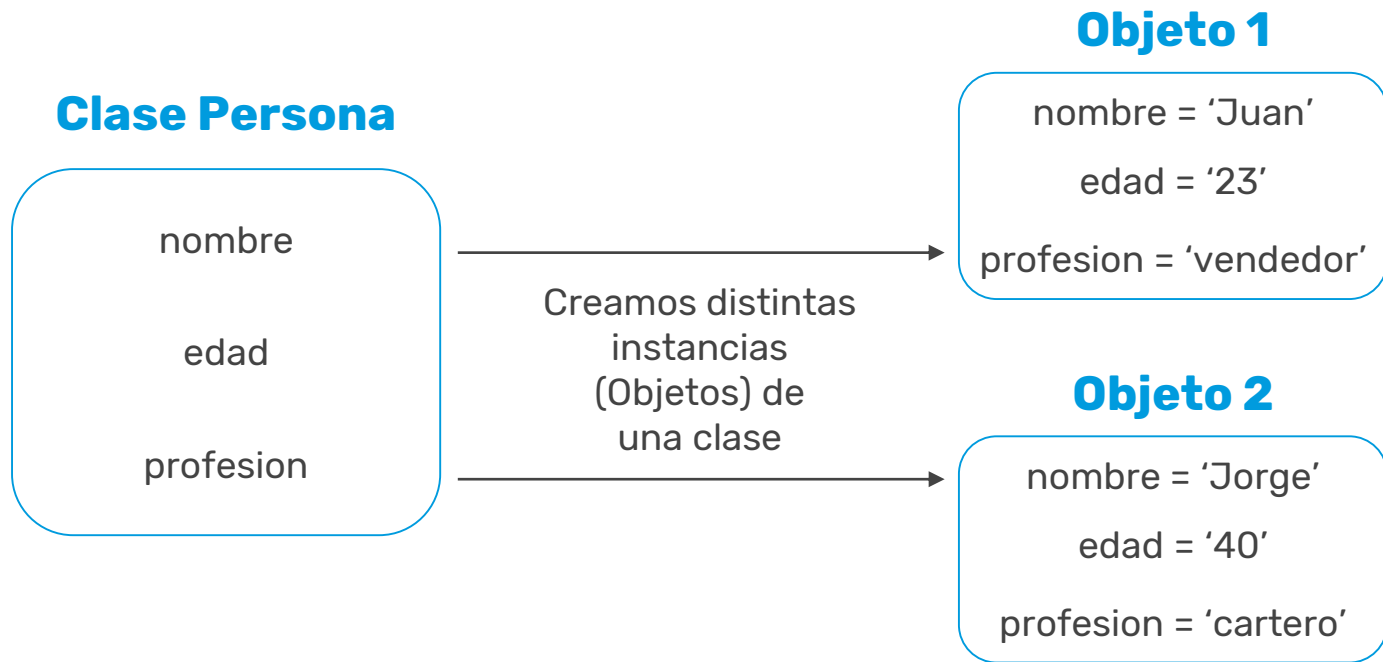 Clase Persona
nombre
edad
profesion
Creamos distintas
instancias
(Objetos) de
una clase
Objeto 1
nombre = ‘Juan’
edad = ‘23’
profesion = ‘vendedor’
Objeto 2
nombre = ‘Jorge’
edad = ‘40’
profesion = ‘cartero’